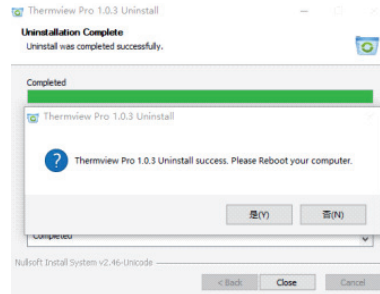 Thermview Pro 1.0.3 Uninstall
Uninstallation Complete
Uninstall was completed successfully.
Completed
Thermview Pro 1.0.3 Uninstall
Thermview Pro 1.0.3 Uninstall success. Please Reboot your computer.
是(Y)
否(N)
Completed
Nullsoft Install System v2.46-Unicode
< Back
Close
Cancel